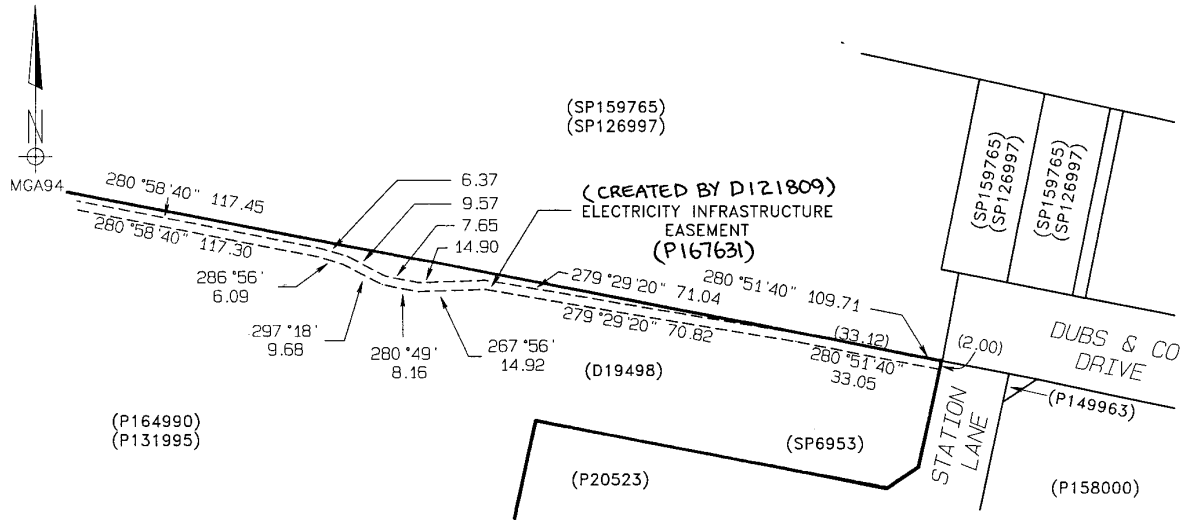 N
MGA94
(SP159765)
(SP126997)
(SP159765)
(SP126997)
(SP159765)
(SP126997)
280°58'40" 117.45
280°58'40" 117.30
6.37
9.57
7.65
14.90
(CREATED BY D121809)
ELECTRICITY INFRASTRUCTURE
EASEMENT
(P167631)
286°56'
6.09
297°18'
9.68
280°49'
8.16
267°56'
14.92
279°29'20" 71.04
279°29'20" 70.82
280°51'40" 109.71
(33.12)
280°51'40"
33.05
(2.00)
DUBS & CO
DRIVE
(D19498)
(P149963)
STATION
LANE
(P164990)
(P131995)
(SP6953)
(P20523)
(P158000)